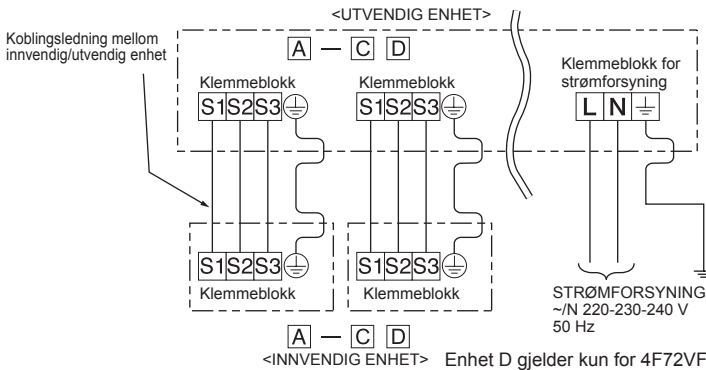 <UTVENDIG ENHET>
Koblingsledning mellom
innvendig/utvendig enhet
A — C D
Klemmeblokk
S1 S2 S3
Klemmeblokk
S1 S2 S3
Klemmeblokk for
strømforsyning
L N
S1 S2 S3
Klemmeblokk
S1 S2 S3
Klemmeblokk
STRØMFORSYNING
~/N 220-230-240 V
50 Hz
A — C D
<INNVENDIG ENHET>
Enhet D gjelder kun for 4F72VF